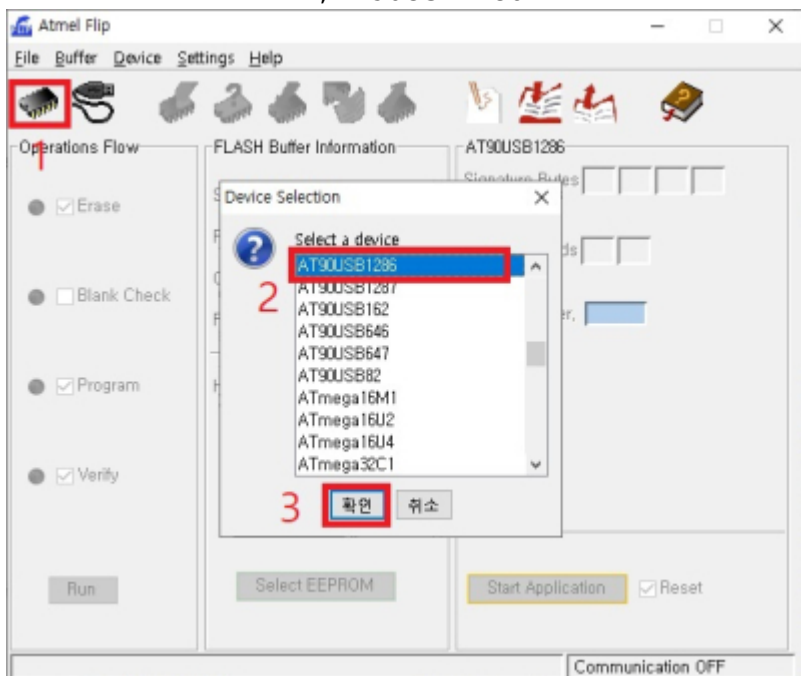 Atmel Flip
File Buffer Device Settings Help
1
Operations Flow
FLASH Buffer Information
AT90USB1286
Signature Bytes
Erase
Device Selection
Select a device
2
AT90USB1286
AT90USB1287
AT90USB162
AT90USB646
AT90USB647
AT90USB82
ATmega16M1
ATmega16U2
ATmega16U4
ATmega32C1
Blank Check
er,
Program
Verify
3
확인
취소
Run
Select EEPROM
Start Application
Reset
Communication OFF